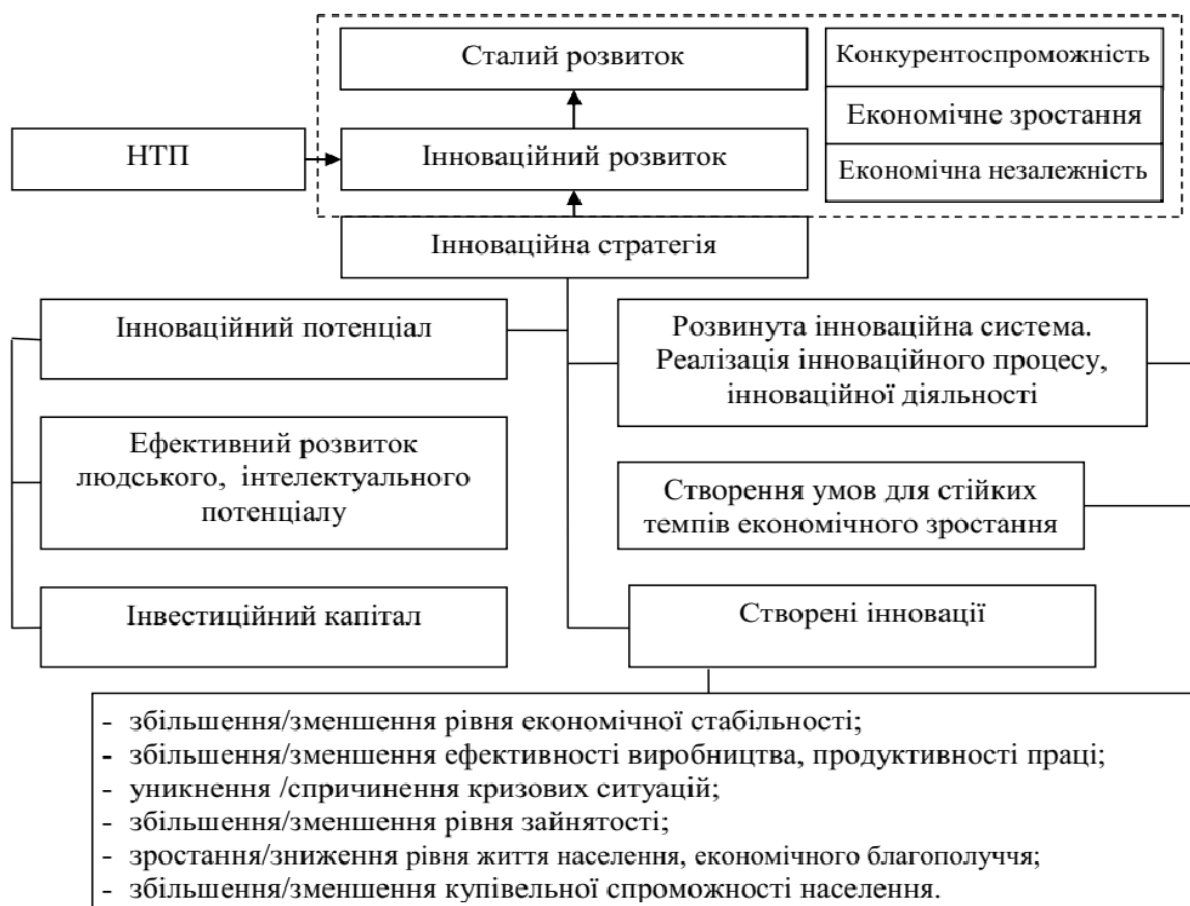 Сталий розвиток
Конкурентоспроможність
Економічне зростання
НТП
Інноваційний розвиток
Економічна незалежність
Інноваційна стратегія
Інноваційний потенціал
Розвинута інноваційна система.
Реалізація інноваційного процесу,
інноваційної діяльності
Ефективний розвиток
людського, інтелектуального
потенціалу
Створення умов для стійких
темпів економічного зростання
Інвестиційний капітал
Створені інновації
- збільшення/зменшення рівня економічної стабільності;
- збільшення/зменшення ефективності виробництва, продуктивності праці;
- уникнення /спричинення кризових ситуацій;
- збільшення/зменшення рівня зайнятості;
- зростання/зниження рівня життя населення, економічного благополуччя;
- збільшення/зменшення купівельної спроможності населення.